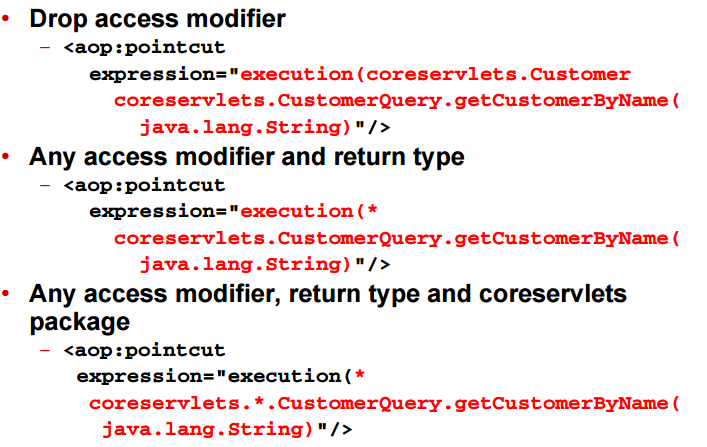 • Drop access modifier
– <aop:pointcut
expression="execution(coreservlets.Customer
coreservlets.CustomerQuery.getCustomerByName(
java.lang.String)"/>
• Any access modifier and return type
– <aop:pointcut
expression="execution(*
coreservlets.CustomerQuery.getCustomerByName(
java.lang.String)"/>
• Any access modifier, return type and coreservlets
package
– <aop:pointcut
expression="execution(*
coreservlets.*.CustomerQuery.getCustomerByName(
java.lang.String)"/>